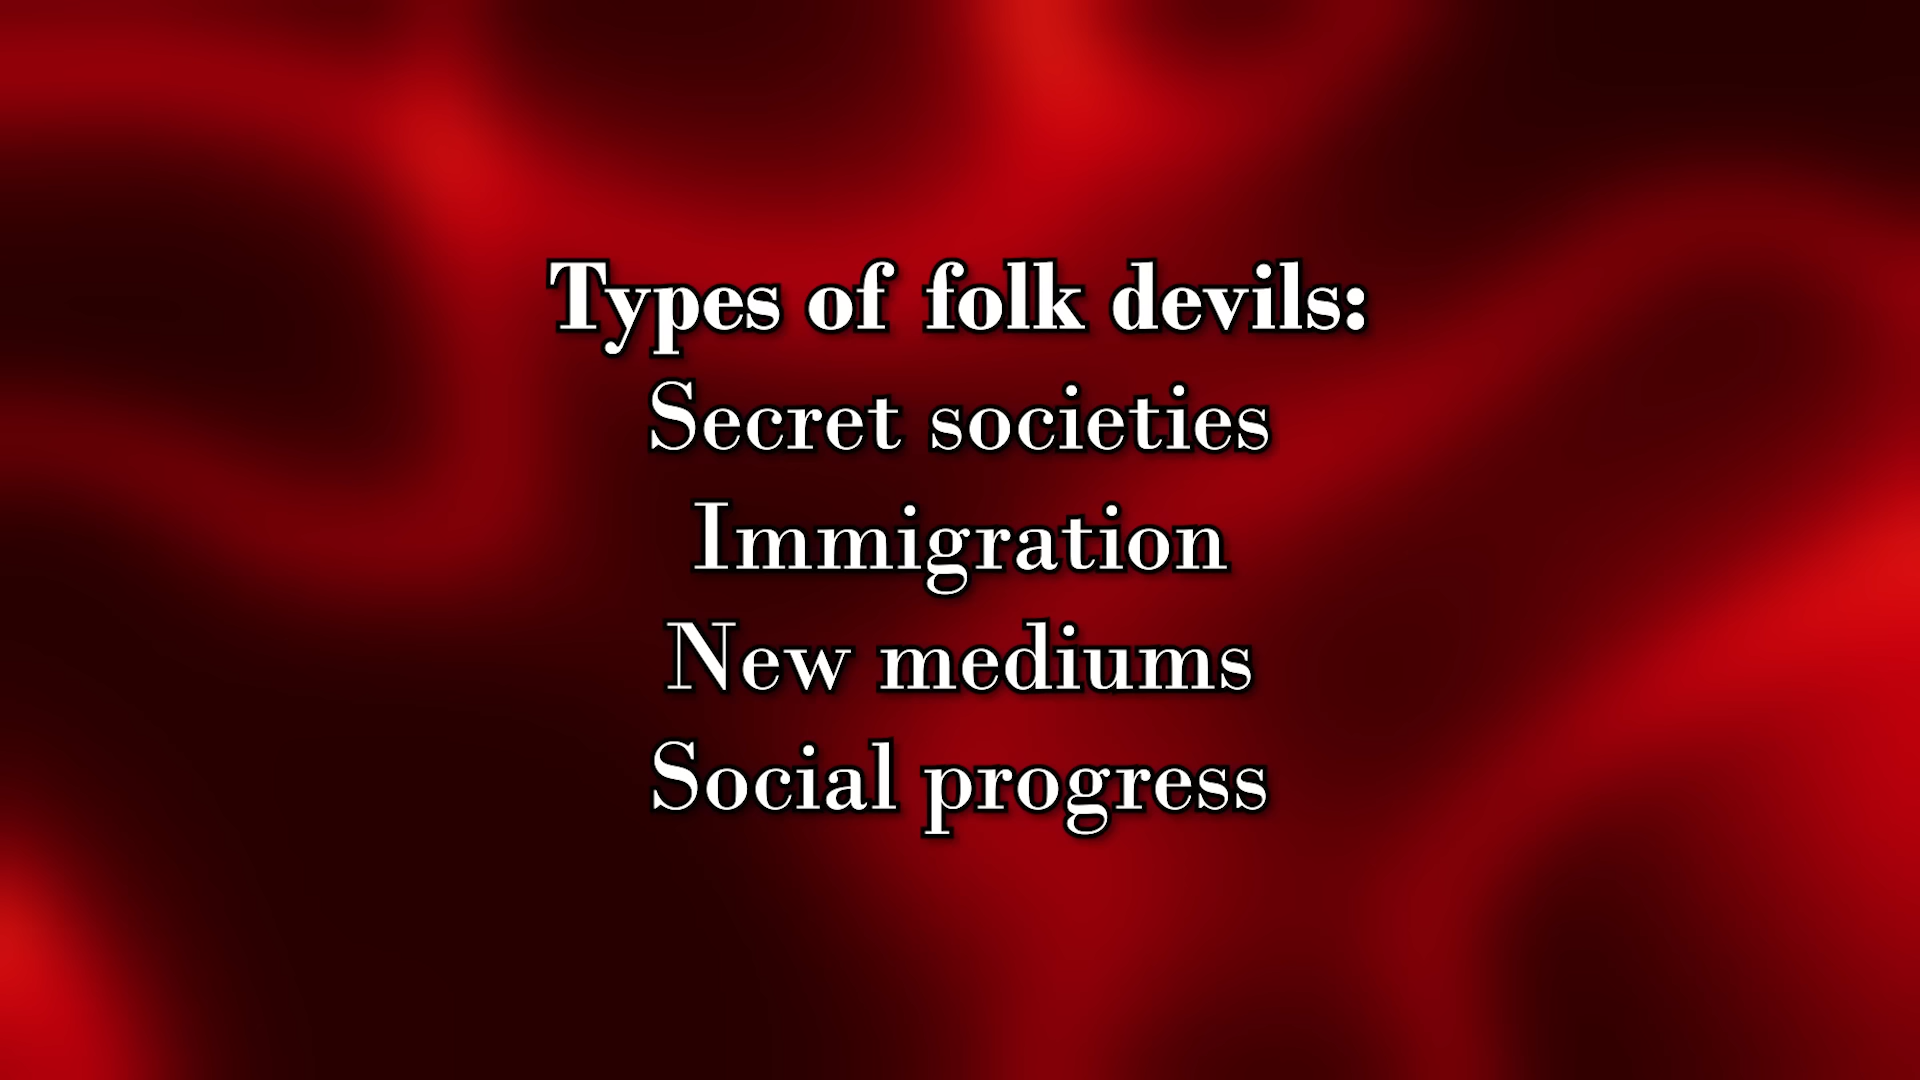 Types of folk devils:
Secret societies
Immigration
New mediums
Social progress